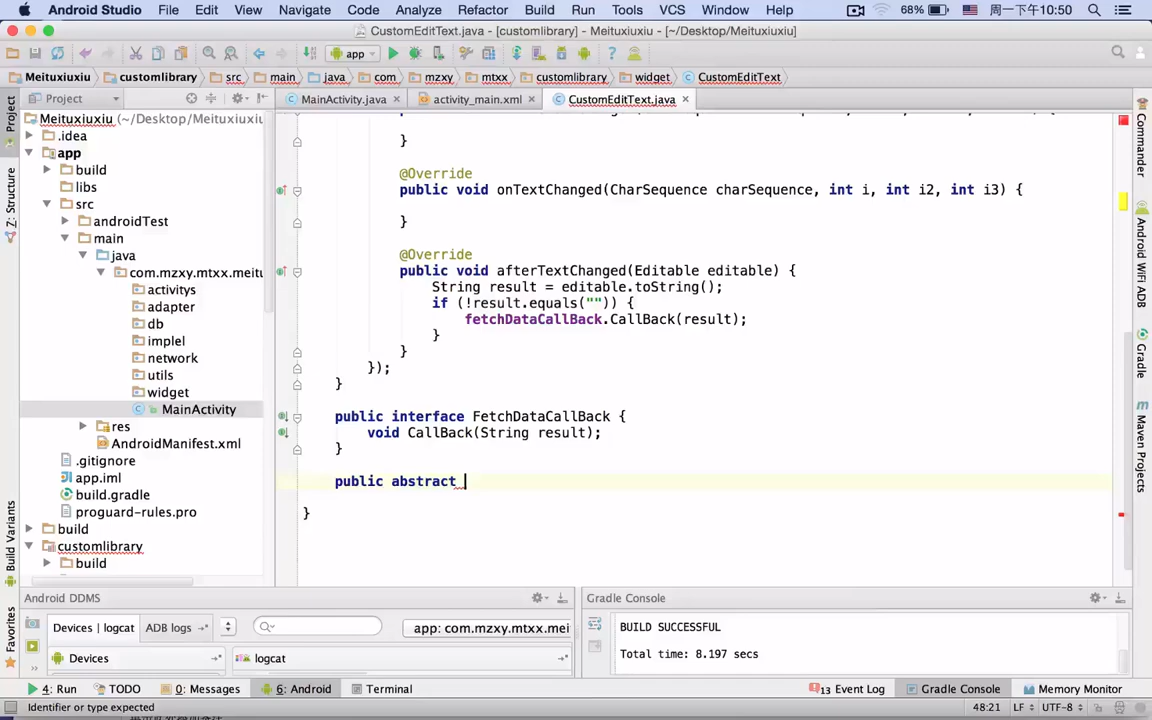 Android Studio File Edit View Navigate Code Analyze Refactor Build Run Tools VCS Window Help 68% 周一下午10:50
CustomEditText.java - [customlibrary] - Meituxiuxiu - [~/Desktop/Meituxiuxiu]
app
Meituxiuxiu customlibrary src main java com mzxy mtxx customlibrary widget CustomEditText
Project
MainActivity.java activity_main.xml CustomEditText.java
Meituxiuxiu (~/Desktop/Meituxiuxiu)
.idea
app
build
libs
src
androidTest
main
java
com.mzxy.mtxx.meitu
activitys
adapter
db
implel
network
utils
widget
MainActivity
res
AndroidManifest.xml
.gitignore
app.iml
build.gradle
proguard-rules.pro
build
customlibrary
build
}
@Override
public void onTextChanged(CharSequence charSequence, int i, int i2, int i3) {
}
@Override
public void afterTextChanged(Editable editable) {
String result = editable.toString();
if (!result.equals("")) {
fetchDataCallBack.CallBack(result);
}
}
});
}
public interface FetchDataCallBack {
void CallBack(String result);
}
public abstract
}
1: Project
Z: Structure
Build Variants
Favorites
Commander
Android WiFi ADB
Gradle
Maven Projects
Android DDMS
Devices | logcat ADB logs app: com.mzxy.mtxx.mei
Devices logcat
Gradle Console
BUILD SUCCESSFUL
Total time: 8.197 secs
4: Run TODO 0: Messages 6: Android Terminal 13 Event Log Gradle Console Memory Monitor
Identifier or type expected 48:21 LF UTF-8